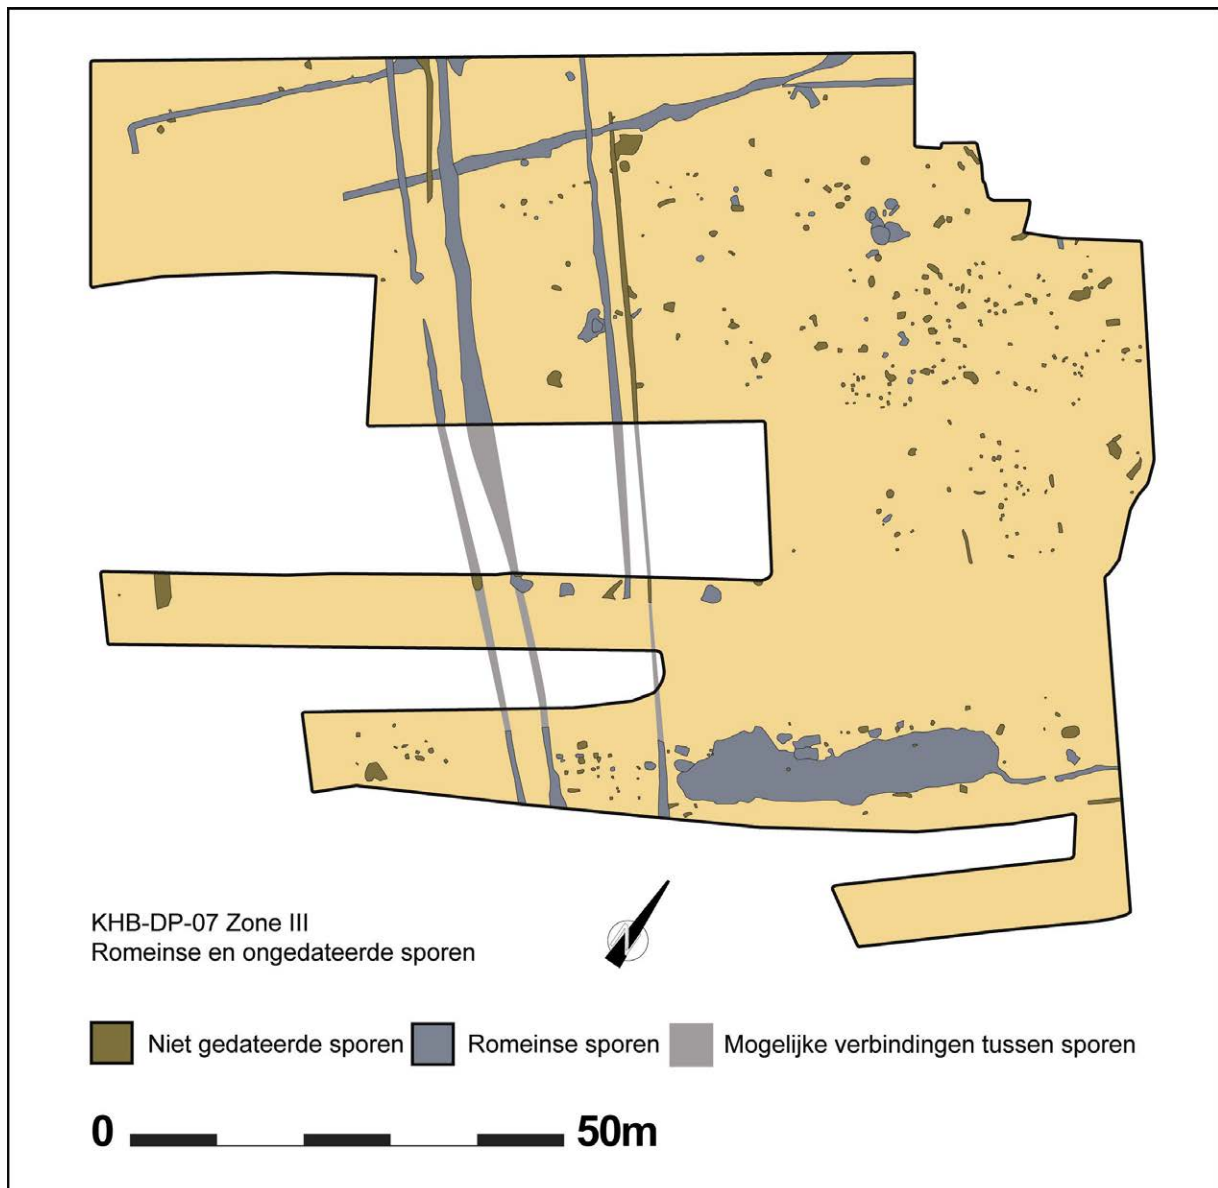 KHB-DP-07 Zone III
Romeinse en ongedateerde sporen
Niet gedateerde sporen Romeinse sporen Mogelijke verbindingen tussen sporen
0 50m